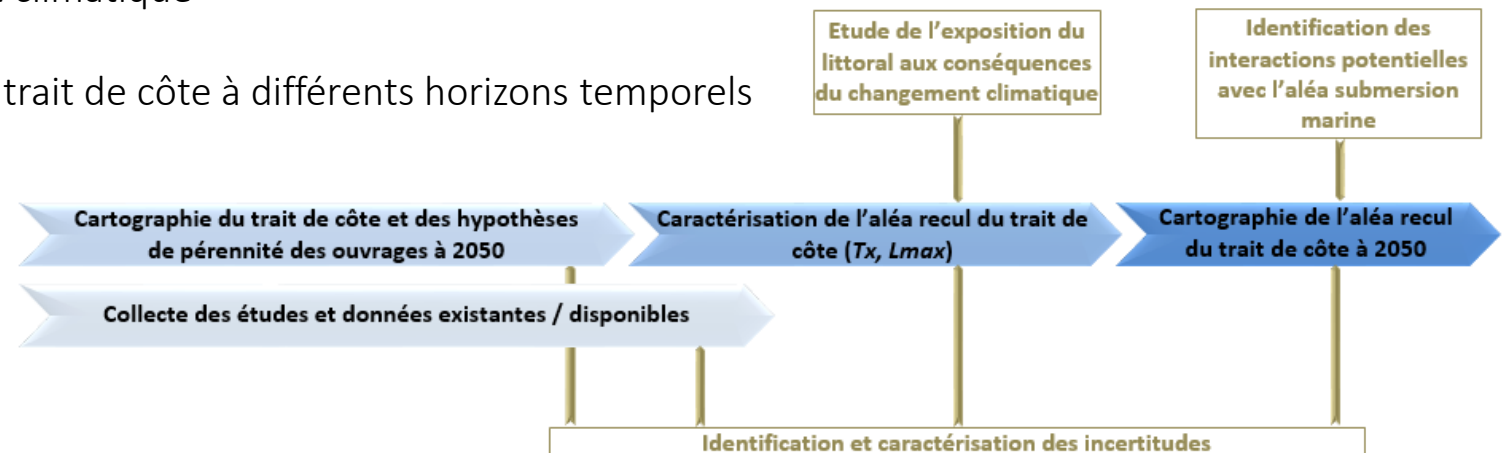 climatique
trait de côte à différents horizons temporels
Etude de l'exposition du
littoral aux conséquences
du changement climatique
Identification des
interactions potentielles
avec l'aléa submersion
marine
Cartographie du trait de côte et des hypothèses
de pérennité des ouvrages à 2050
Caractérisation de l'aléa recul du trait de
côte (Tx, Lmax)
Cartographie de l'aléa recul
du trait de côte à 2050
Collecte des études et données existantes / disponibles
Identification et caractérisation des incertitudes